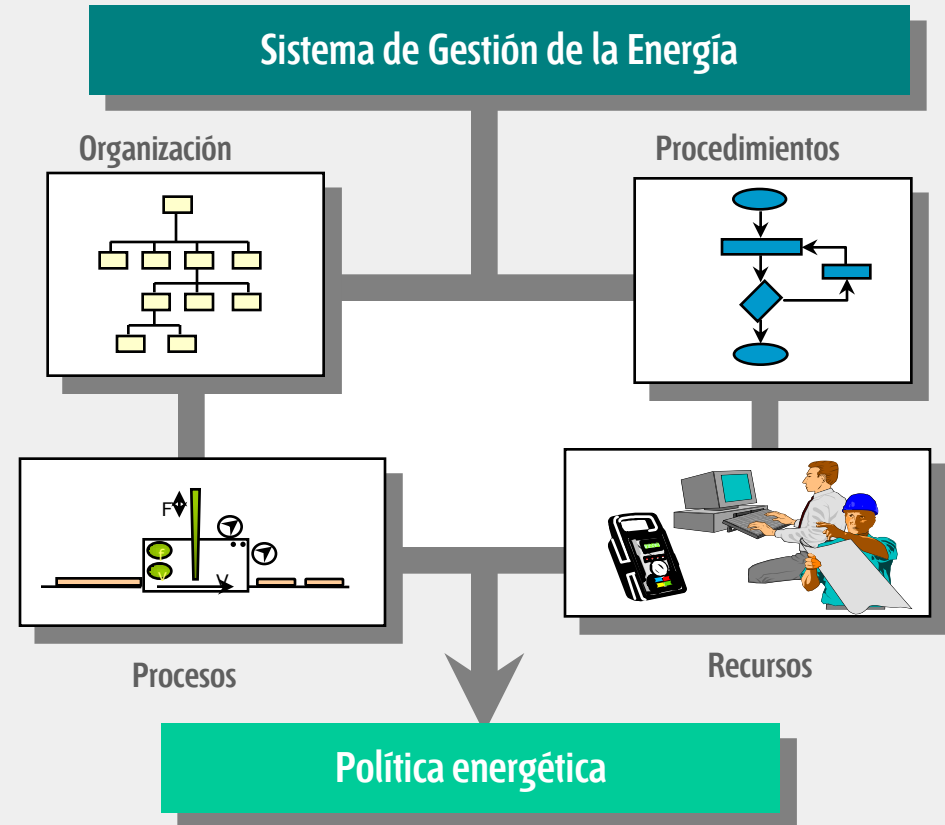 Sistema de Gestión de la Energía
Organización
Procedimientos
F
f
v
V
Procesos
Recursos
Política energética